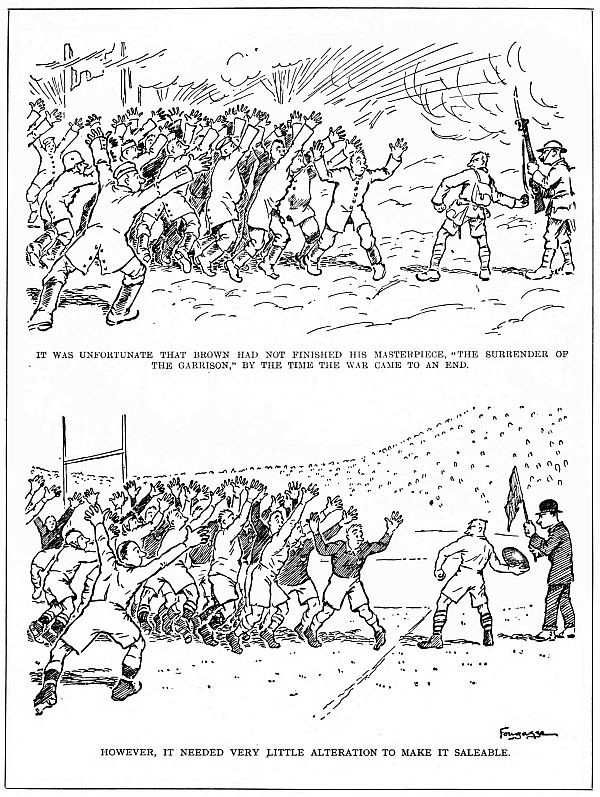 IT WAS UNFORTUNATE THAT BROWN HAD NOT FINISHED HIS MASTERPIECE, "THE SURRENDER OF
THE GARRISON," BY THE TIME THE WAR CAME TO AN END.
Fougasse
HOWEVER, IT NEEDED VERY LITTLE ALTERATION TO MAKE IT SALEABLE.